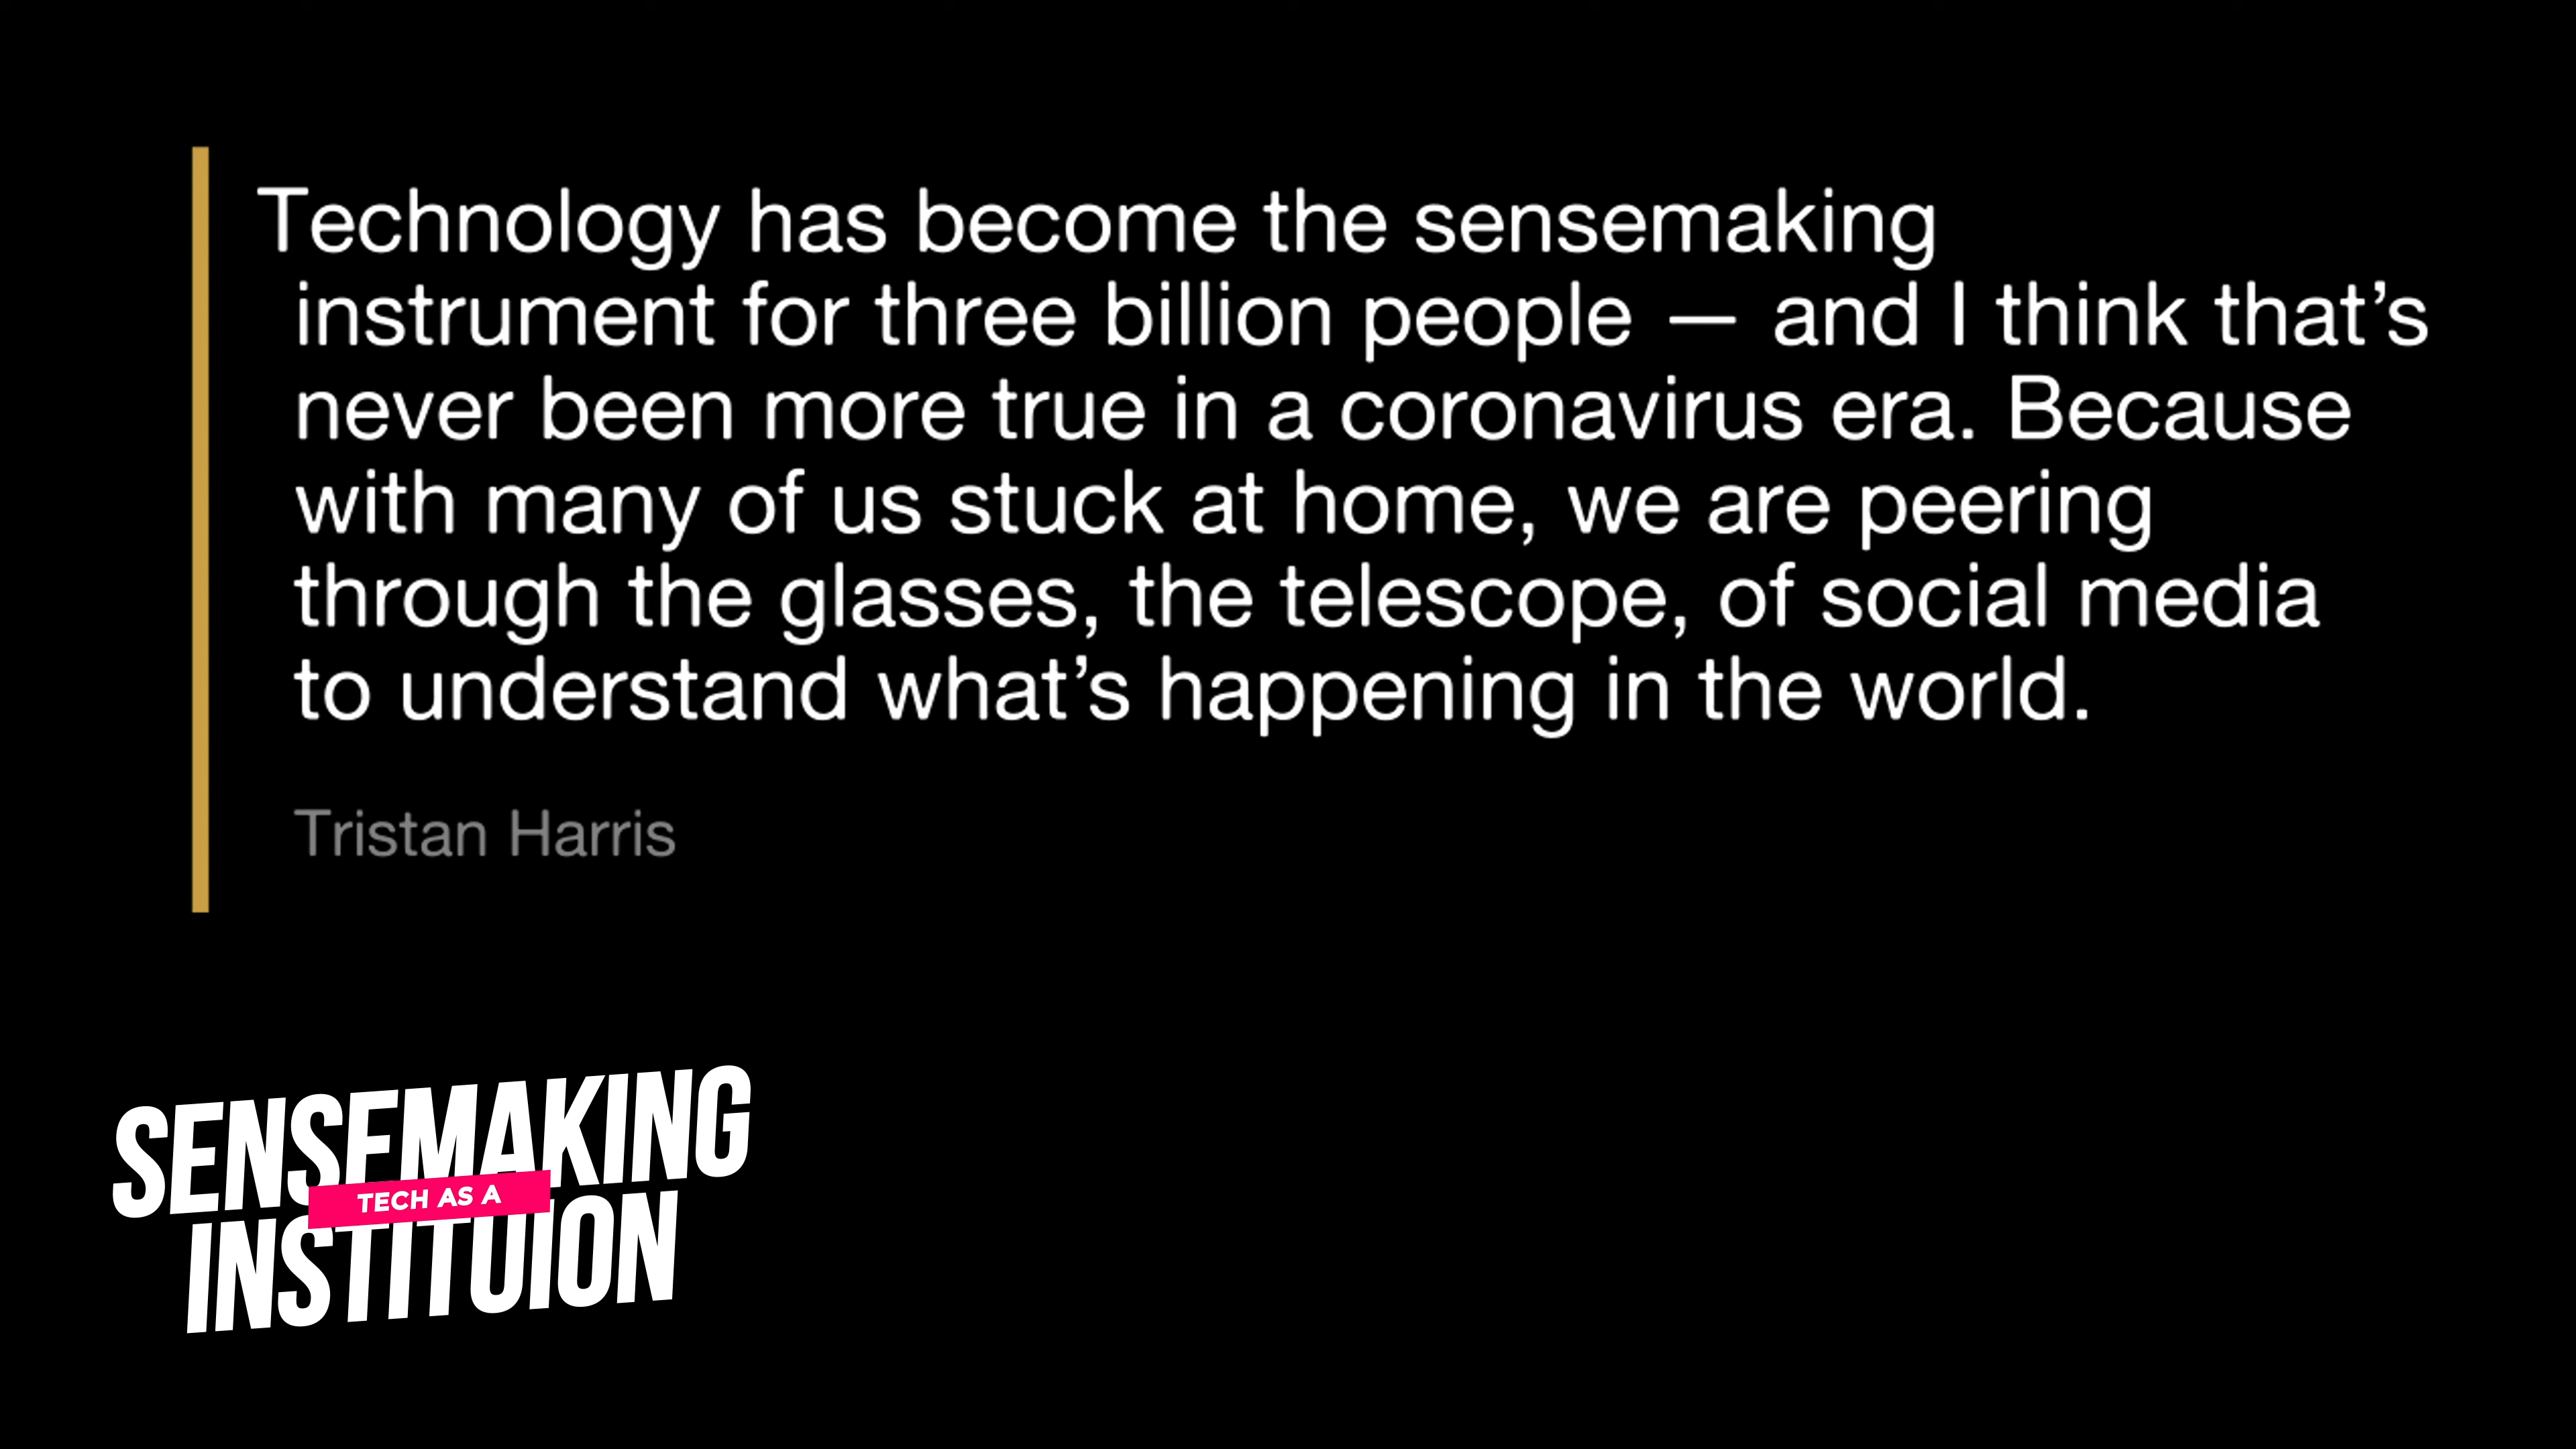 Technology has become the sensemaking
instrument for three billion people — and I think that’s
never been more true in a coronavirus era. Because
with many of us stuck at home, we are peering
through the glasses, the telescope, of social media
to understand what’s happening in the world.
Tristan Harris
SENSEMAKING
TECH AS A
INSTITUION